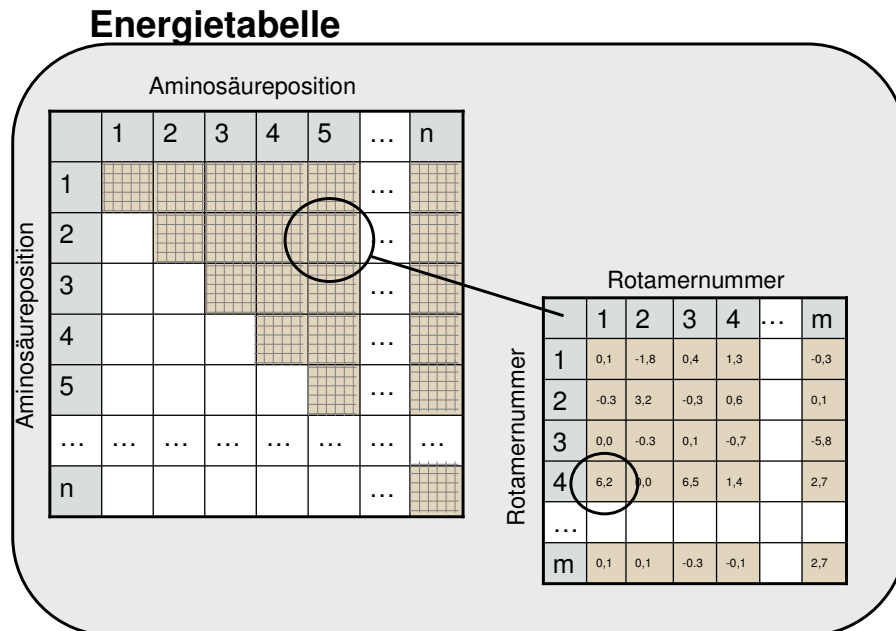 Energietabelle
Aminosäureposition
Aminosäureposition
1 2 3 4 5 ... n
1 ...
2 ..
3 ...
4 ...
5 ...
... ... ... ... ... ... ... ...
n ...
Rotamernummer
Rotamernummer
1 2 3 4 ... m
1 0,1 -1,8 0,4 1,3 -0,3
2 -0.3 3,2 -0,3 0,6 0,1
3 0,0 -0.3 0,1 -0,7 -5,8
4 6,2 0,0 6,5 1,4 2,7
...
m 0,1 0,1 -0.3 -0,1 2,7